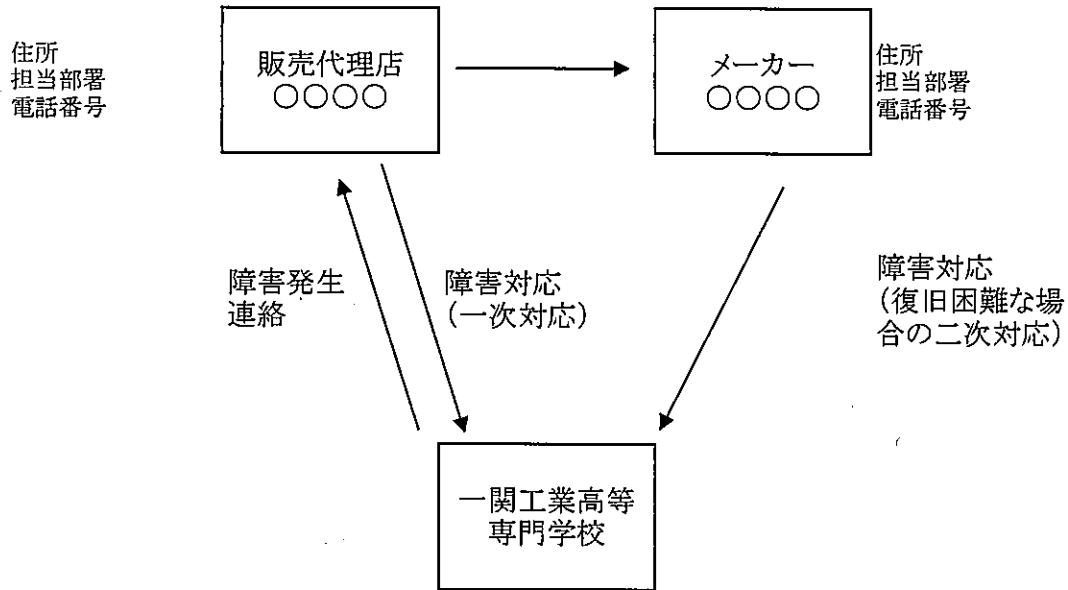 住所
担当部署
電話番号
販売代理店
○○○○
メーカー
○○○○
住所
担当部署
電話番号
障害発生
連絡
障害対応
(一次対応)
障害対応
(復旧困難な場
合の二次対応)
一関工業高等
専門学校